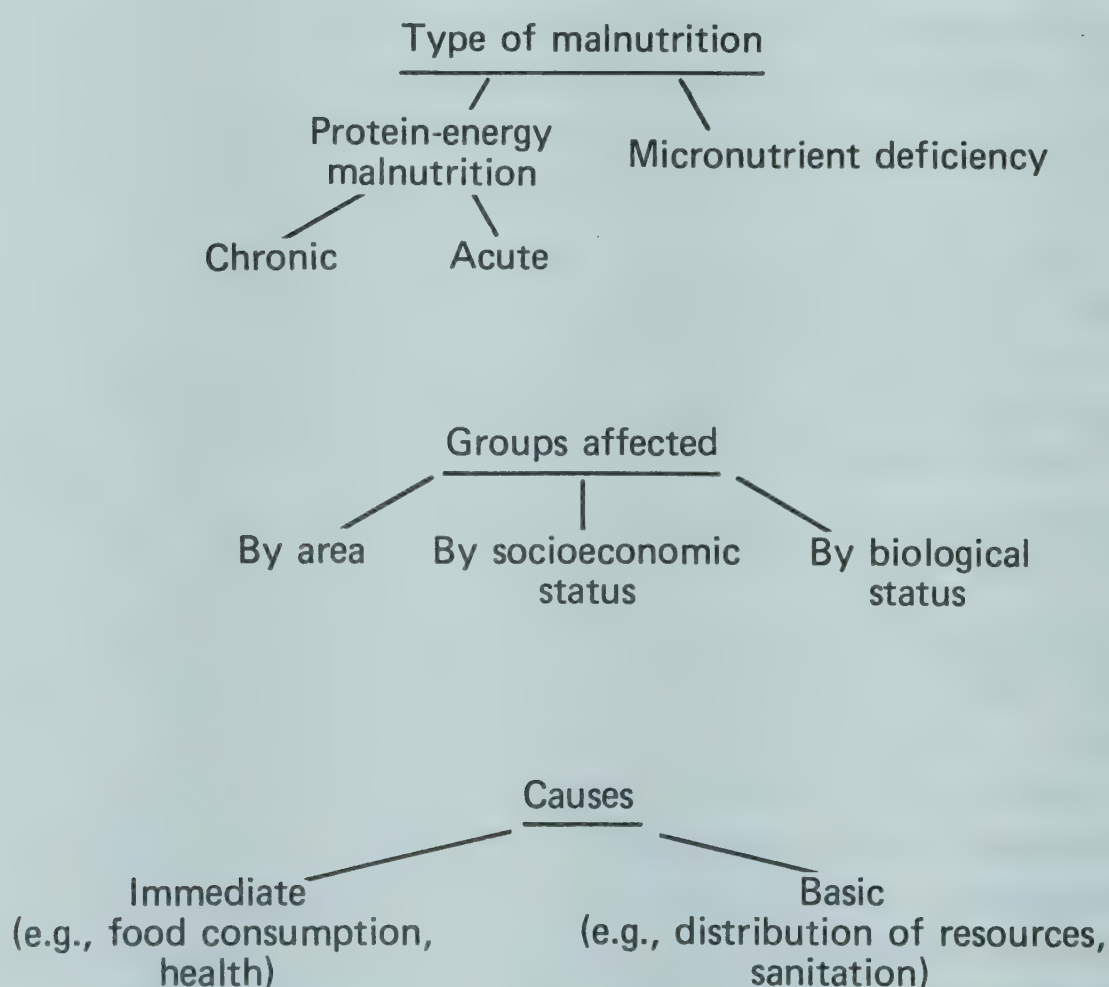 Type of malnutrition
Protein-energy
malnutrition
Micronutrient deficiency
Chronic
Acute
Groups affected
By area
By socioeconomic
status
By biological
status
Causes
Immediate
(e.g., food consumption,
health)
Basic
(e.g., distribution of resources,
sanitation)